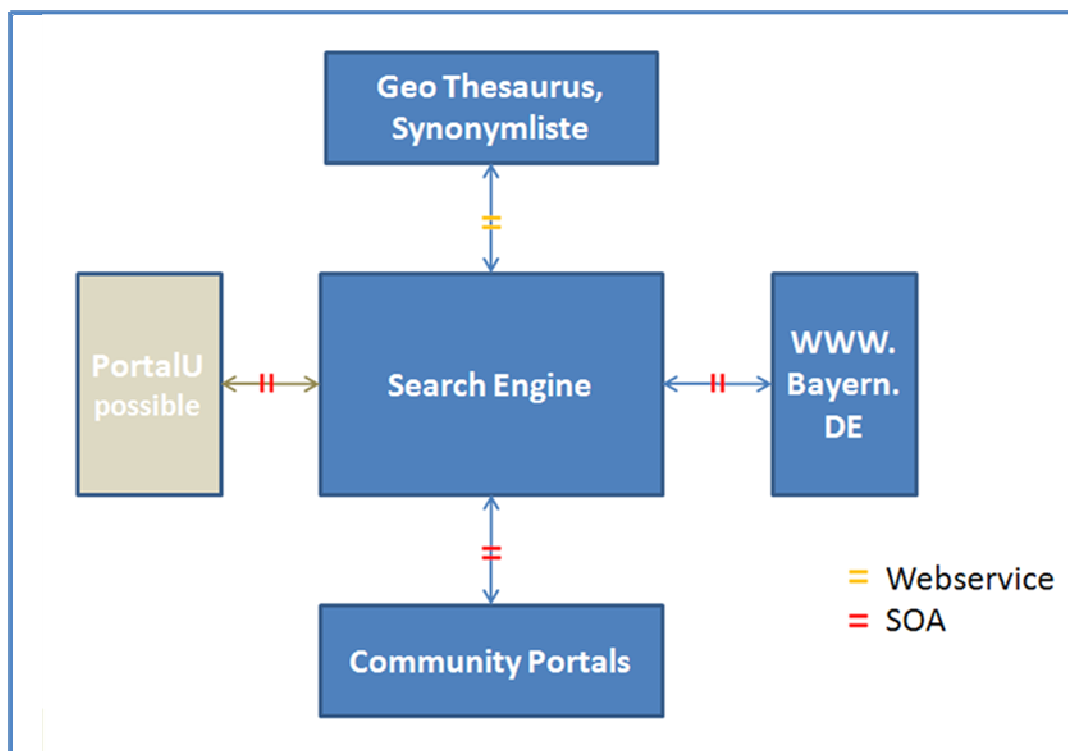 Geo Thesaurus,
Synonymliste
PortalU
possible
Search Engine
WWW.
Bayern.
DE
Community Portals
Webservice
SOA